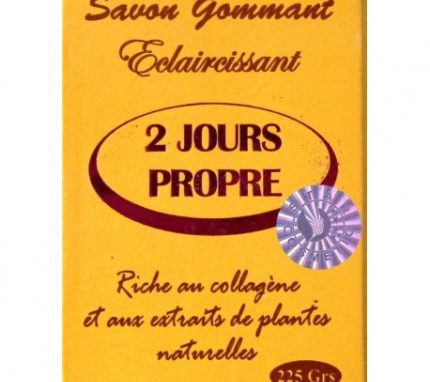 Savon Gommant
Eclaircissant
2 JOURS
PROPRE
Riche au collagène
et aux extraits de plantes
naturelles
225 Grs